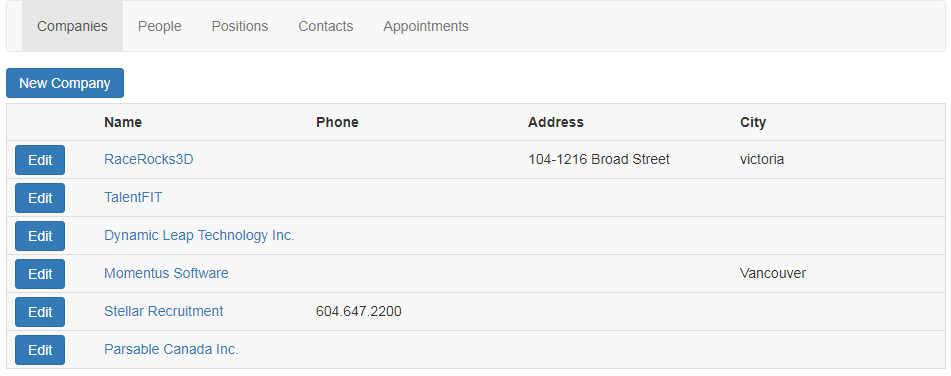 Companies People Positions Contacts Appointments
New Company
Name Phone Address City
Edit RaceRocks3D 104-1216 Broad Street victoria
Edit TalentFIT
Edit Dynamic Leap Technology Inc.
Edit Momentus Software Vancouver
Edit Stellar Recruitment 604.647.2200
Edit Parsable Canada Inc.